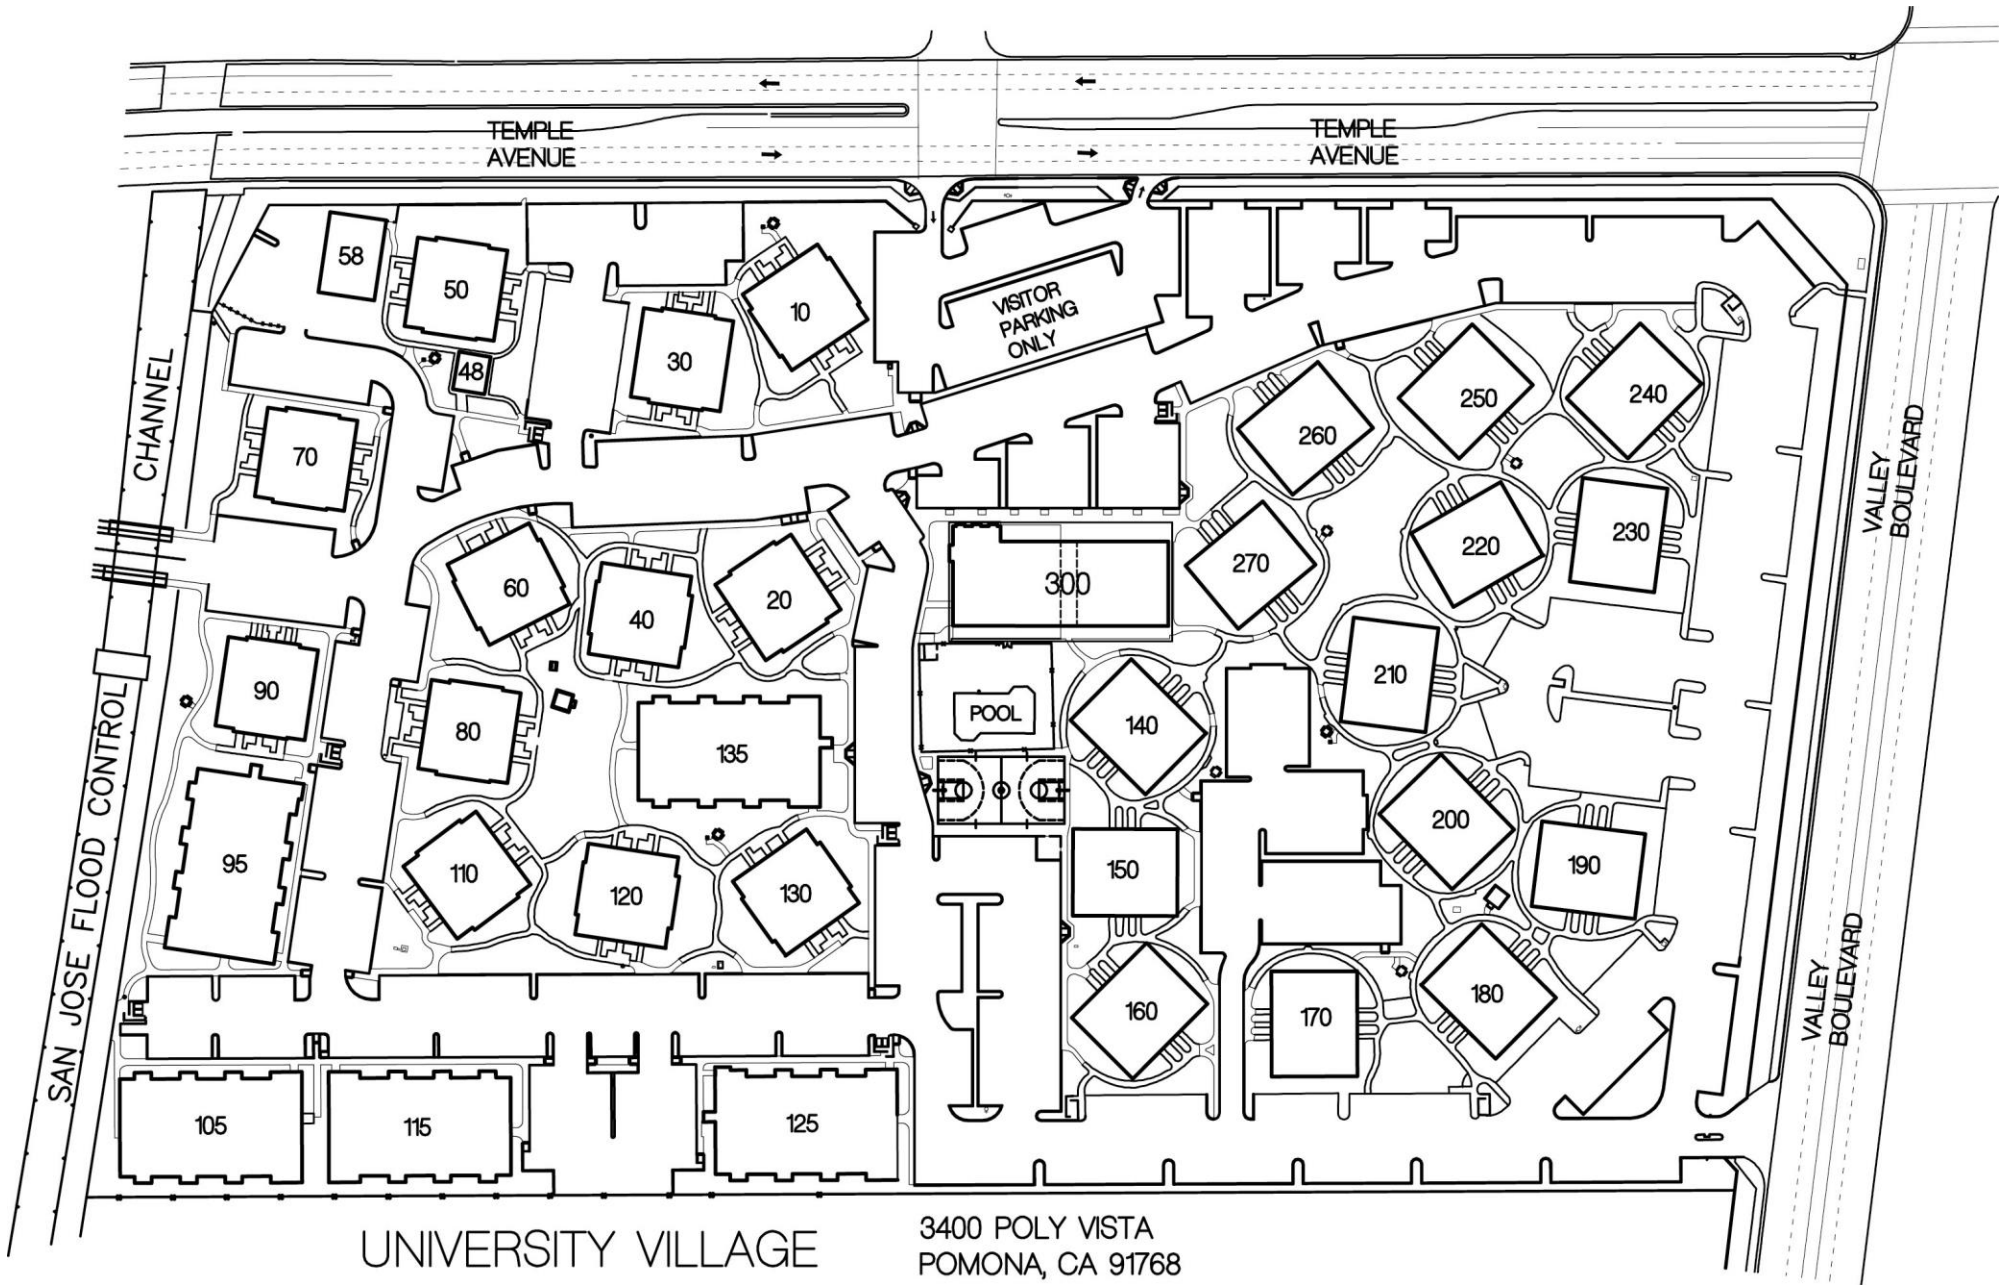 TEMPLE
AVENUE
TEMPLE
AVENUE
58
50
10
VISITOR
PARKING
ONLY
30
48
250
240
260
CHANNEL
70
VALLEY
BOULEVARD
230
220
270
300
60
40
20
90
210
80
POOL
140
135
SAN JOSE FLOOD CONTROL
200
95
110
120
130
150
190
VALLEY
BOULEVARD
160
170
180
105
115
125
UNIVERSITY VILLAGE
3400 POLY VISTA
POMONA, CA 91768